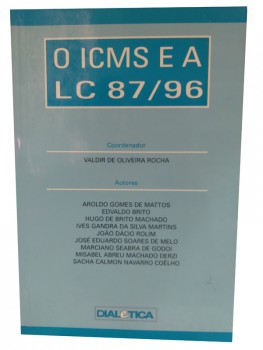 O ICMS E A
LC 87/96
Coordenador
VALDIR DE OLIVEIRA ROCHA
Autores
AROLDO GOMES DE MATTOS
EDVALDO BRITO
HUGO DE BRITO MACHADO
IVES GANDRA DA SILVA MARTINS
JOÃO DÁCIO ROLIM
JOSÉ EDUARDO SOARES DE MELO
MARCIANO SEABRA DE GODOI
MISABEL ABREU MACHADO DERZI
SACHA CALMON NAVARRO COÊLHO
DIALÉTICA